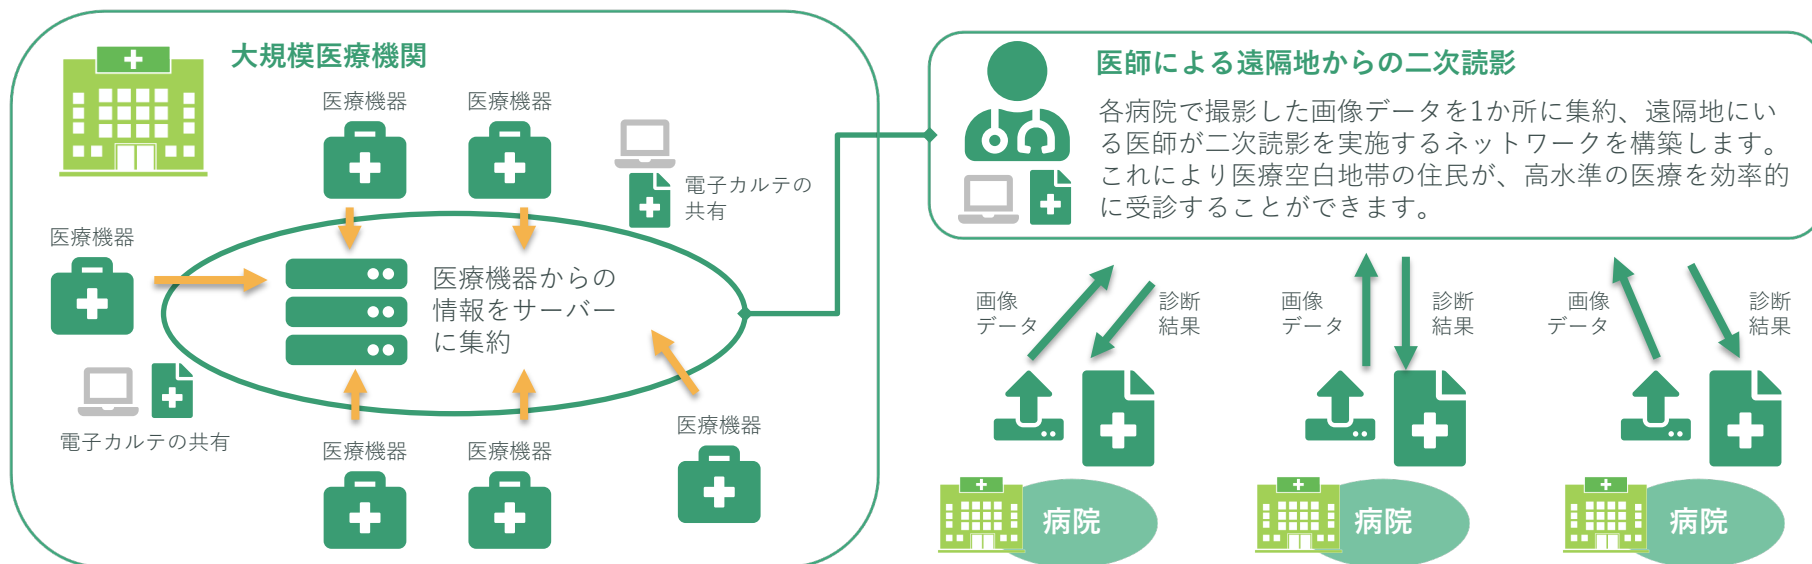 大規模医療機関
医療機器
医療機器
電子カルテの
共有
医療機器
医療機器からの
情報をサーバー
に集約
電子カルテの共有
医療機器
医療機器
医療機器
医師による遠隔地からの二次読影
各病院で撮影した画像データを1か所に集約、遠隔地にい
る医師が二次読影を実施するネットワークを構築します。
これにより医療空白地帯の住民が、高水準の医療を効率的
に受診することができます。
画像
データ
診断
結果
画像
データ
診断
結果
画像
データ
診断
結果
病院
病院
病院